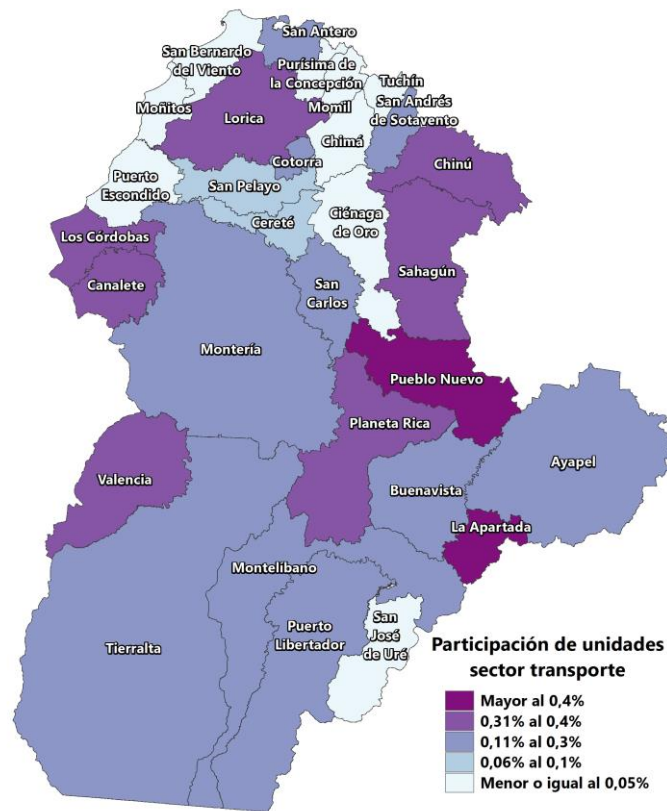 San Antero
San Bernardo
del Viento
Purísima de
la Concepción
Tuchín
Moñitos
Lorica
Momil
San Andrés
de Sotavento
Chimá
Cotorra
Chinú
Puerto
Escondido
San Pelayo
Cereté
Ciénaga
de Oro
Los Córdobas
Sahagún
Canalete
San
Carlos
Montería
Pueblo Nuevo
Planeta Rica
Valencia
Buenavista
Ayapel
La Apartada
Montelíbano
Tierralta
Puerto
Libertador
San
José
de Uré
Participación de unidades
sector transporte
Mayor al 0,4%
0,31% al 0,4%
0,11% al 0,3%
0,06% al 0,1%
Menor o igual al 0,05%